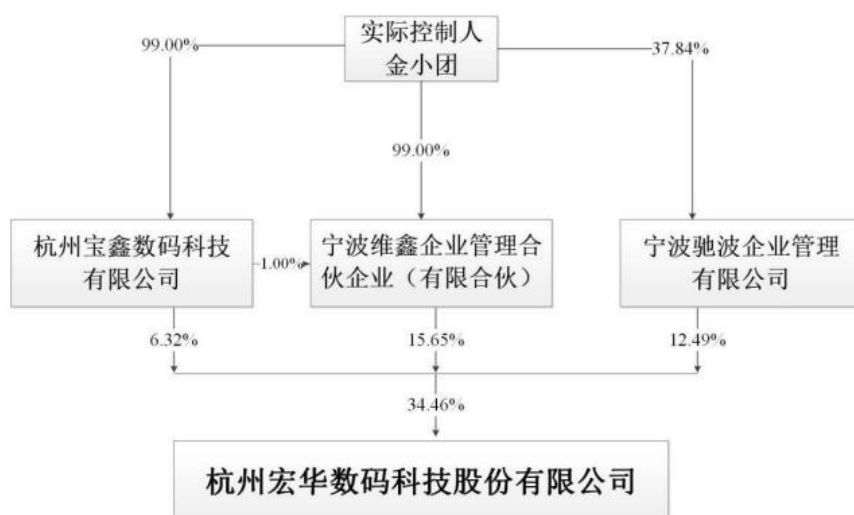 实际控制人
金小团
99.00%
37.84%
99.00%
杭州宝鑫数码科技
有限公司
1.00%
宁波维鑫企业管理合
伙企业（有限合伙）
宁波驰波企业管理
有限公司
6.32%
15.65%
12.49%
34.46%
杭州宏华数码科技股份有限公司